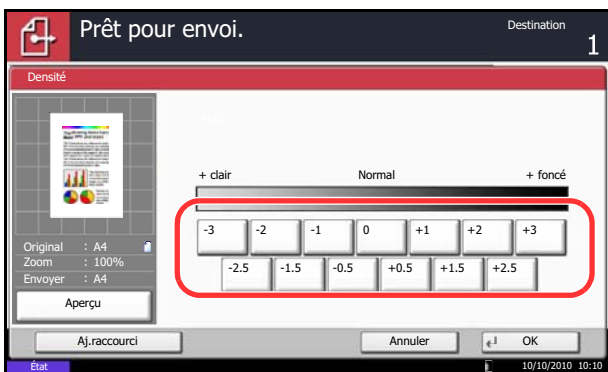 Prêt pour envoi.
Destination
1
Densité
+ clair Normal + foncé
-3 -2 -1 0 +1 +2 +3
-2.5 -1.5 -0.5 +0.5 +1.5 +2.5
Original : A4
Zoom : 100%
Envoyer : A4
Aperçu
Aj.raccourci Annuler OK
État 10/10/2010 10:10